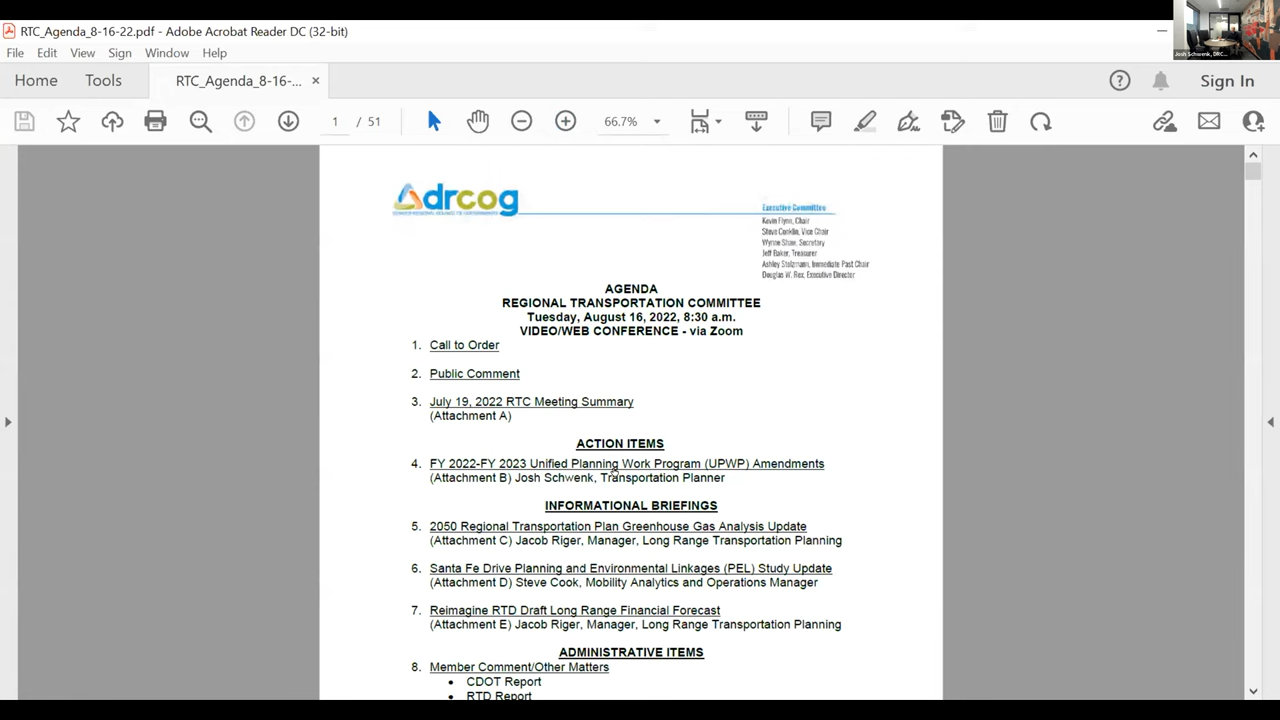 RTC_Agenda_8-16-22.pdf - Adobe Acrobat Reader DC (32-bit)
File Edit View Sign Window Help
Josh Schwenk, DRC...
Home Tools RTC_Agenda_8-16-... × Sign In
1 / 51 66.7%
drcog
Executive Committee
Kevin Flynn, Chair
Steve Conklin, Vice Chair
Wynne Shaw, Secretary
Jeff Baker, Treasurer
Ashley Stolzmann, Immediate Past Chair
Douglas W. Rex, Executive Director
AGENDA
REGIONAL TRANSPORTATION COMMITTEE
Tuesday, August 16, 2022, 8:30 a.m.
VIDEO/WEB CONFERENCE - via Zoom
1. Call to Order
2. Public Comment
3. July 19, 2022 RTC Meeting Summary
(Attachment A)
ACTION ITEMS
4. FY 2022-FY 2023 Unified Planning Work Program (UPWP) Amendments
(Attachment B) Josh Schwenk, Transportation Planner
INFORMATIONAL BRIEFINGS
5. 2050 Regional Transportation Plan Greenhouse Gas Analysis Update
(Attachment C) Jacob Riger, Manager, Long Range Transportation Planning
6. Santa Fe Drive Planning and Environmental Linkages (PEL) Study Update
(Attachment D) Steve Cook, Mobility Analytics and Operations Manager
7. Reimagine RTD Draft Long Range Financial Forecast
(Attachment E) Jacob Riger, Manager, Long Range Transportation Planning
ADMINISTRATIVE ITEMS
8. Member Comment/Other Matters
• CDOT Report
• RTD Report